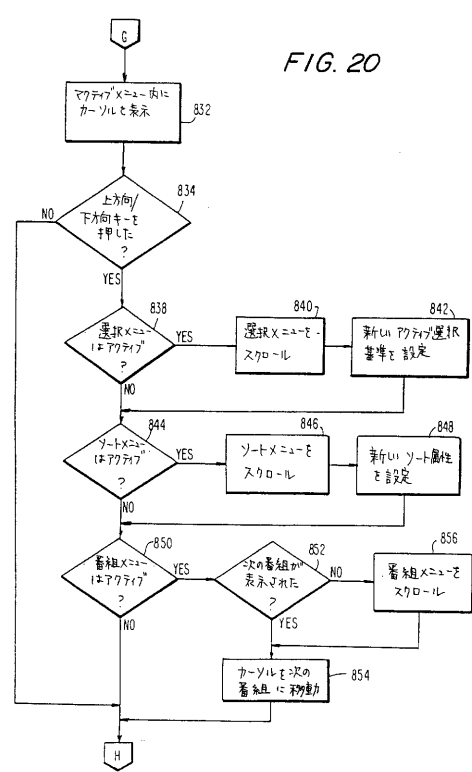 G
FIG. 20
アクティブメニュー内に
カーソルを表示
832
上方向/
下方向キーを
押した
?
834
NO
YES
選択メニュー
はアクティブ
?
838
YES
NO
選択メニューを
スクロール
840
新しいアクティブ選択
基準を設定
842
ソートメニュー
はアクティブ
?
844
YES
NO
ソートメニューを
スクロール
846
新しいソート属性
を設定
848
番組メニュー
はアクティブ
?
850
YES
NO
次の番組が
表示された
?
852
NO
YES
番組メニューを
スクロール
856
カーソルを次の
番組に移動
854
H